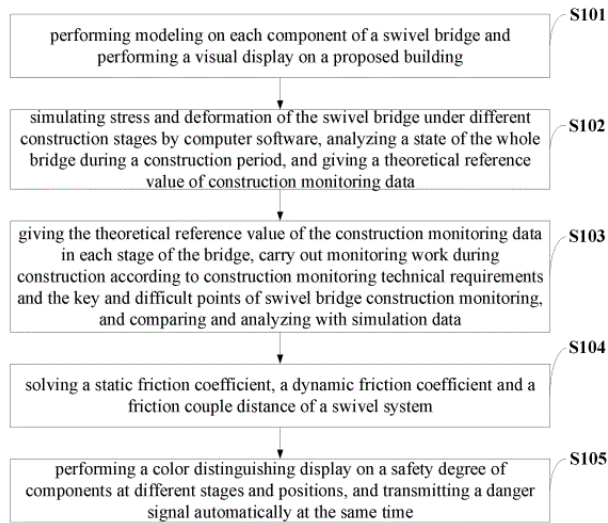 S101
performing modeling on each component of a swivel bridge and
performing a visual display on a proposed building
S102
simulating stress and deformation of the swivel bridge under different
construction stages by computer software, analyzing a state of the whole
bridge during a construction period, and giving a theoretical reference
value of construction monitoring data
S103
giving the theoretical reference value of the construction monitoring data
in each stage of the bridge, carry out monitoring work during
construction according to construction monitoring technical requirements
and the key and difficult points of swivel bridge construction monitoring,
and comparing and analyzing with simulation data
S104
solving a static friction coefficient, a dynamic friction coefficient and a
friction couple distance of a swivel system
S105
performing a color distinguishing display on a safety degree of
components at different stages and positions, and transmitting a danger
signal automatically at the same time